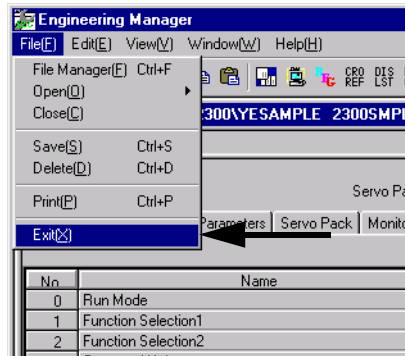 Engineering Manager
File(F) Edit(E) View(V) Window(W) Help(H)
File Manager(F) Ctrl+F
Open(O)
Close(C)
Save(S) Ctrl+S
Delete(D) Ctrl+D
Print(P) Ctrl+P
Exit(X)
CRO REF DIS LST
2300\YESAMPLE 2300SMPL
Servo Pa
Parameters Servo Pack Monito
No Name
0 Run Mode
1 Function Selection1
2 Function Selection2